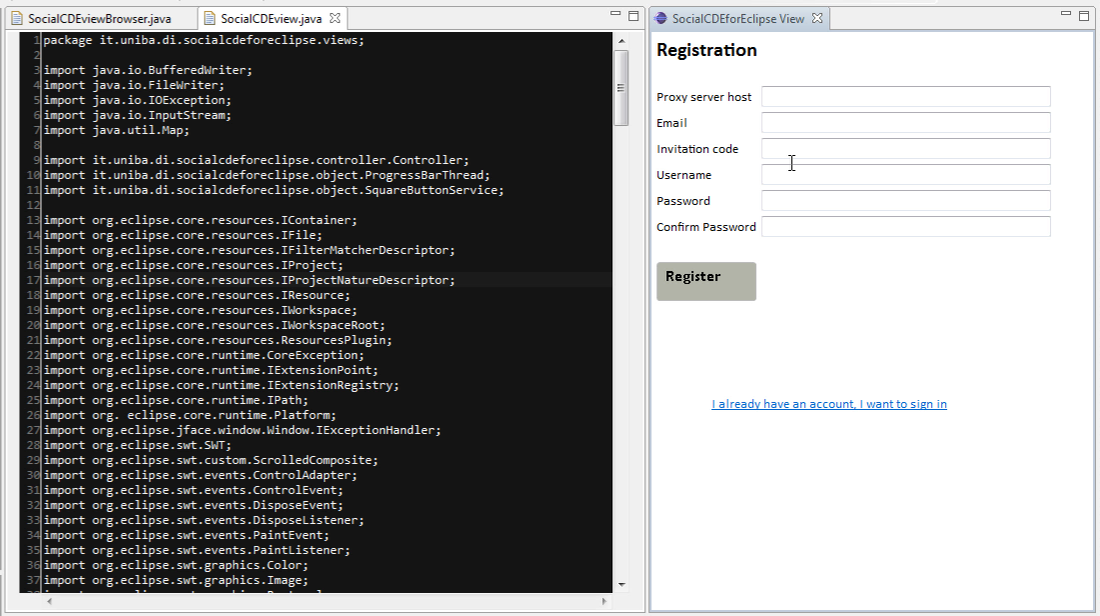 SocialCDEviewBrowser.java
SocialCDEview.java
1 package it.uniba.di.socialcdeforeclipse.views;
2
3 import java.io.BufferedWriter;
4 import java.io.FileWriter;
5 import java.io.IOException;
6 import java.io.InputStream;
7 import java.util.Map;
8
9 import it.uniba.di.socialcdeforeclipse.controller.Controller;
10 import it.uniba.di.socialcdeforeclipse.object.ProgressBarThread;
11 import it.uniba.di.socialcdeforeclipse.object.SquareButtonService;
12
13 import org.eclipse.core.resources.IContainer;
14 import org.eclipse.core.resources.IFile;
15 import org.eclipse.core.resources.IFilterMatcherDescriptor;
16 import org.eclipse.core.resources.IProject;
17 import org.eclipse.core.resources.IProjectNatureDescriptor;
18 import org.eclipse.core.resources.IResource;
19 import org.eclipse.core.resources.IWorkspace;
20 import org.eclipse.core.resources.IWorkspaceRoot;
21 import org.eclipse.core.resources.ResourcesPlugin;
22 import org.eclipse.core.runtime.CoreException;
23 import org.eclipse.core.runtime.IExtensionPoint;
24 import org.eclipse.core.runtime.IExtensionRegistry;
25 import org.eclipse.core.runtime.IPath;
26 import org. eclipse.core.runtime.Platform;
27 import org.eclipse.jface.window.Window.IExceptionHandler;
28 import org.eclipse.swt.SWT;
29 import org.eclipse.swt.custom.ScrolledComposite;
30 import org.eclipse.swt.events.ControlAdapter;
31 import org.eclipse.swt.events.ControlEvent;
32 import org.eclipse.swt.events.DisposeEvent;
33 import org.eclipse.swt.events.DisposeListener;
34 import org.eclipse.swt.events.PaintEvent;
35 import org.eclipse.swt.events.PaintListener;
36 import org.eclipse.swt.graphics.Color;
37 import org.eclipse.swt.graphics.Image;
SocialCDEforEclipse View
Registration
Proxy server host
Email
Invitation code
Username
Password
Confirm Password
Register
I already have an account, I want to sign in